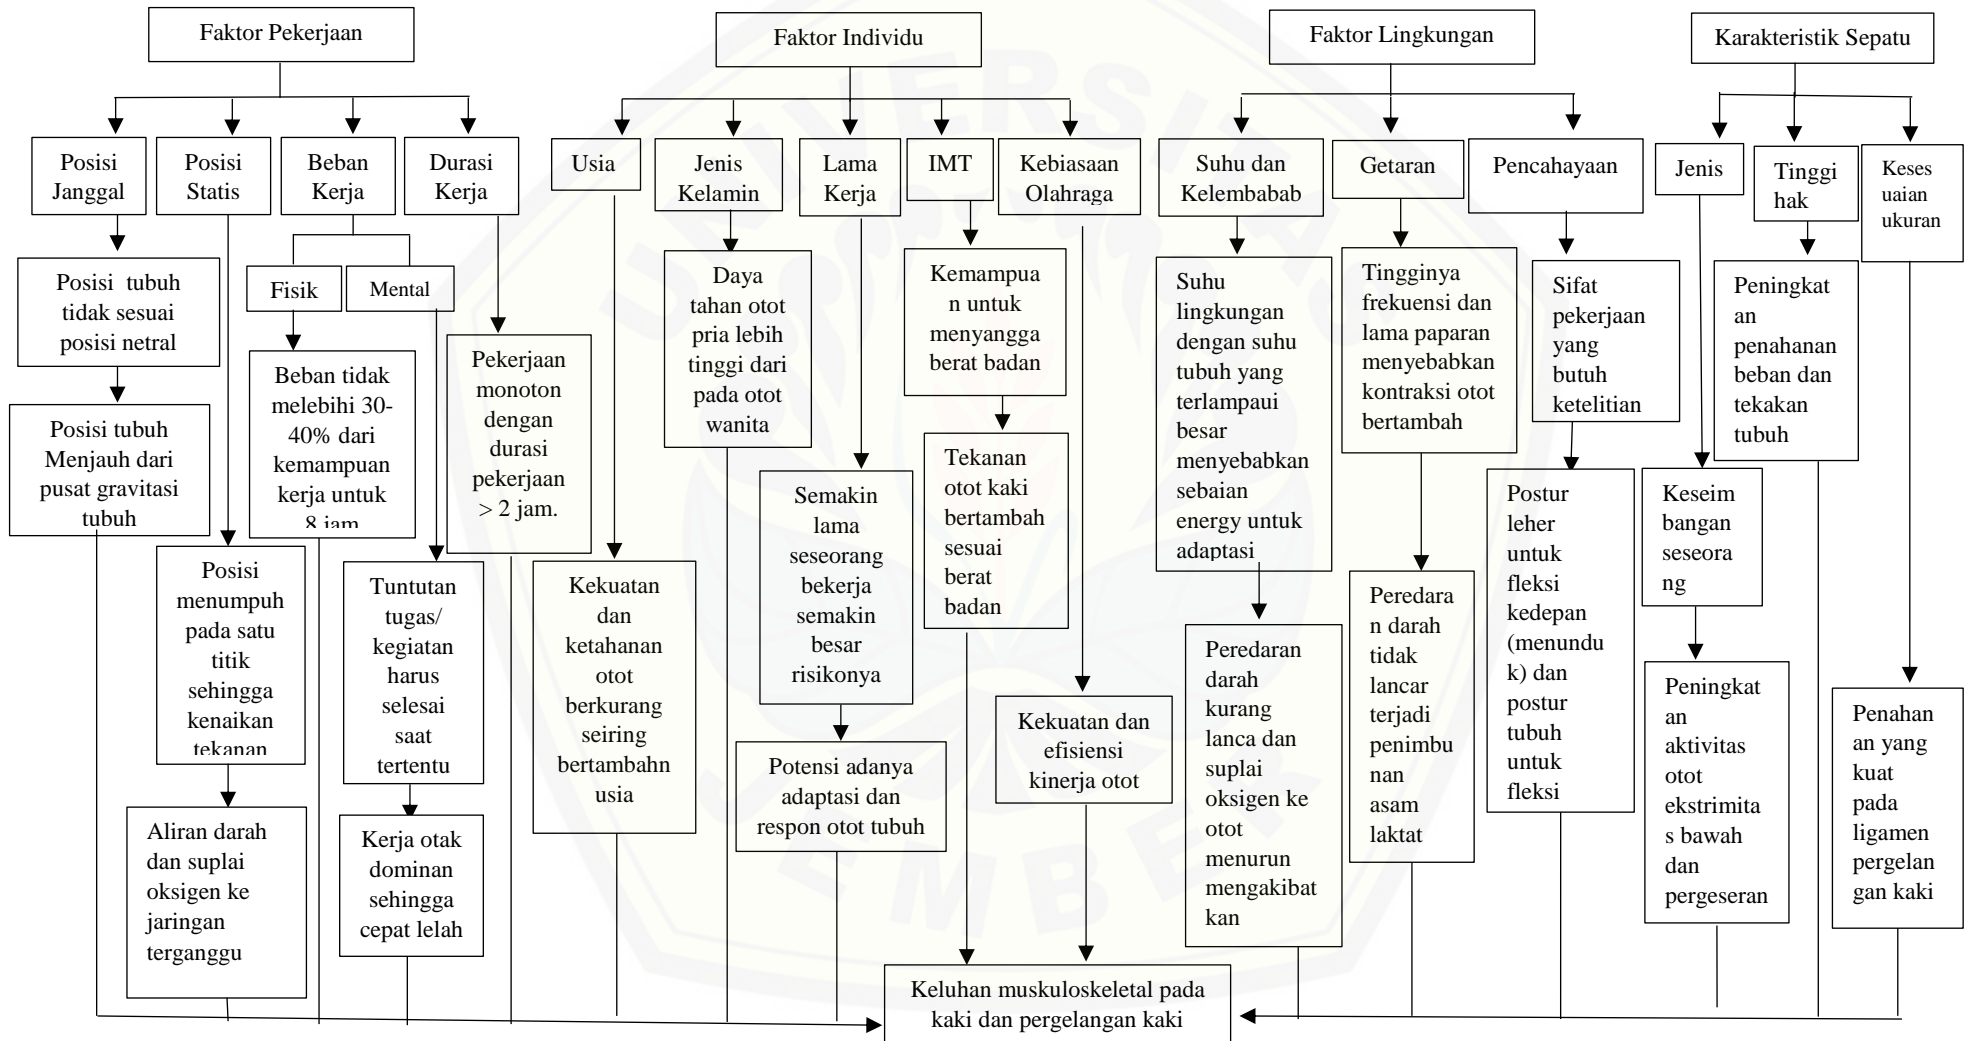 Faktor Pekerjaan
Faktor Individu
Faktor Lingkungan
Karakteristik Sepatu
Posisi
Janggal
Posisi
Statis
Beban
Kerja
Durasi
Kerja
Usia
Jenis
Kelamin
Lama
Kerja
IMT
Kebiasaan
Olahraga
Suhu dan
Kelembabab
Getaran
Pencahayaan
Jenis
Tinggi
hak
Keses
uaian
ukuran
Posisi tubuh
tidak sesuai
posisi netral
Fisik
Mental
Posisi tubuh
Menjauh dari
pusat gravitasi
tubuh
Beban tidak
melebihi 30-
40% dari
kemampuan
kerja untuk
8 jam
Pekerjaan
monoton
dengan
durasi
pekerjaan
> 2 jam.
Daya
tahan otot
pria lebih
tinggi dari
pada otot
wanita
Kemampua
n untuk
menyangga
berat badan
Suhu
lingkungan
dengan suhu
tubuh yang
terlampaui
besar
menyebabkan
sebaian
energy untuk
adaptasi
Tingginya
frekuensi dan
lama paparan
menyebabkan
kontraksi otot
bertambah
Sifat
pekerjaan
yang
butuh
ketelitian
Peningkat
an
penahanan
beban dan
tekakan
tubuh
Posisi
menumpuh
pada satu
titik
sehingga
kenaikan
tekanan
Tuntutan
tugas/
kegiatan
harus
selesai
saat
tertentu
Kekuatan
dan
ketahanan
otot
berkurang
seiring
bertambahn
usia
Semakin
lama
seseorang
bekerja
semakin
besar
risikonya
Tekanan
otot kaki
bertambah
sesuai
berat
badan
Peredaran
darah
kurang
lanca dan
suplai
oksigen ke
otot
menurun
mengakibat
kan
Peredara
n darah
tidak
lancar
terjadi
penimbu
nan
asam
laktat
Postur
leher
untuk
fleksi
kedepan
(menundu
k) dan
postur
tubuh
untuk
fleksi
Keseim
bangan
seseora
ng
Peningkat
an
aktivitas
otot
ekstrimita
s bawah
dan
pergeseran
Penahan
an yang
kuat
pada
ligamen
pergelan
gan kaki
Aliran darah
dan suplai
oksigen ke
jaringan
terganggu
Kerja otak
dominan
sehingga
cepat lelah
Potensi adanya
adaptasi dan
respon otot tubuh
Kekuatan dan
efisiensi
kinerja otot
Keluhan muskuloskeletal pada
kaki dan pergelangan kaki
UNIVERSITAS
JEMBER